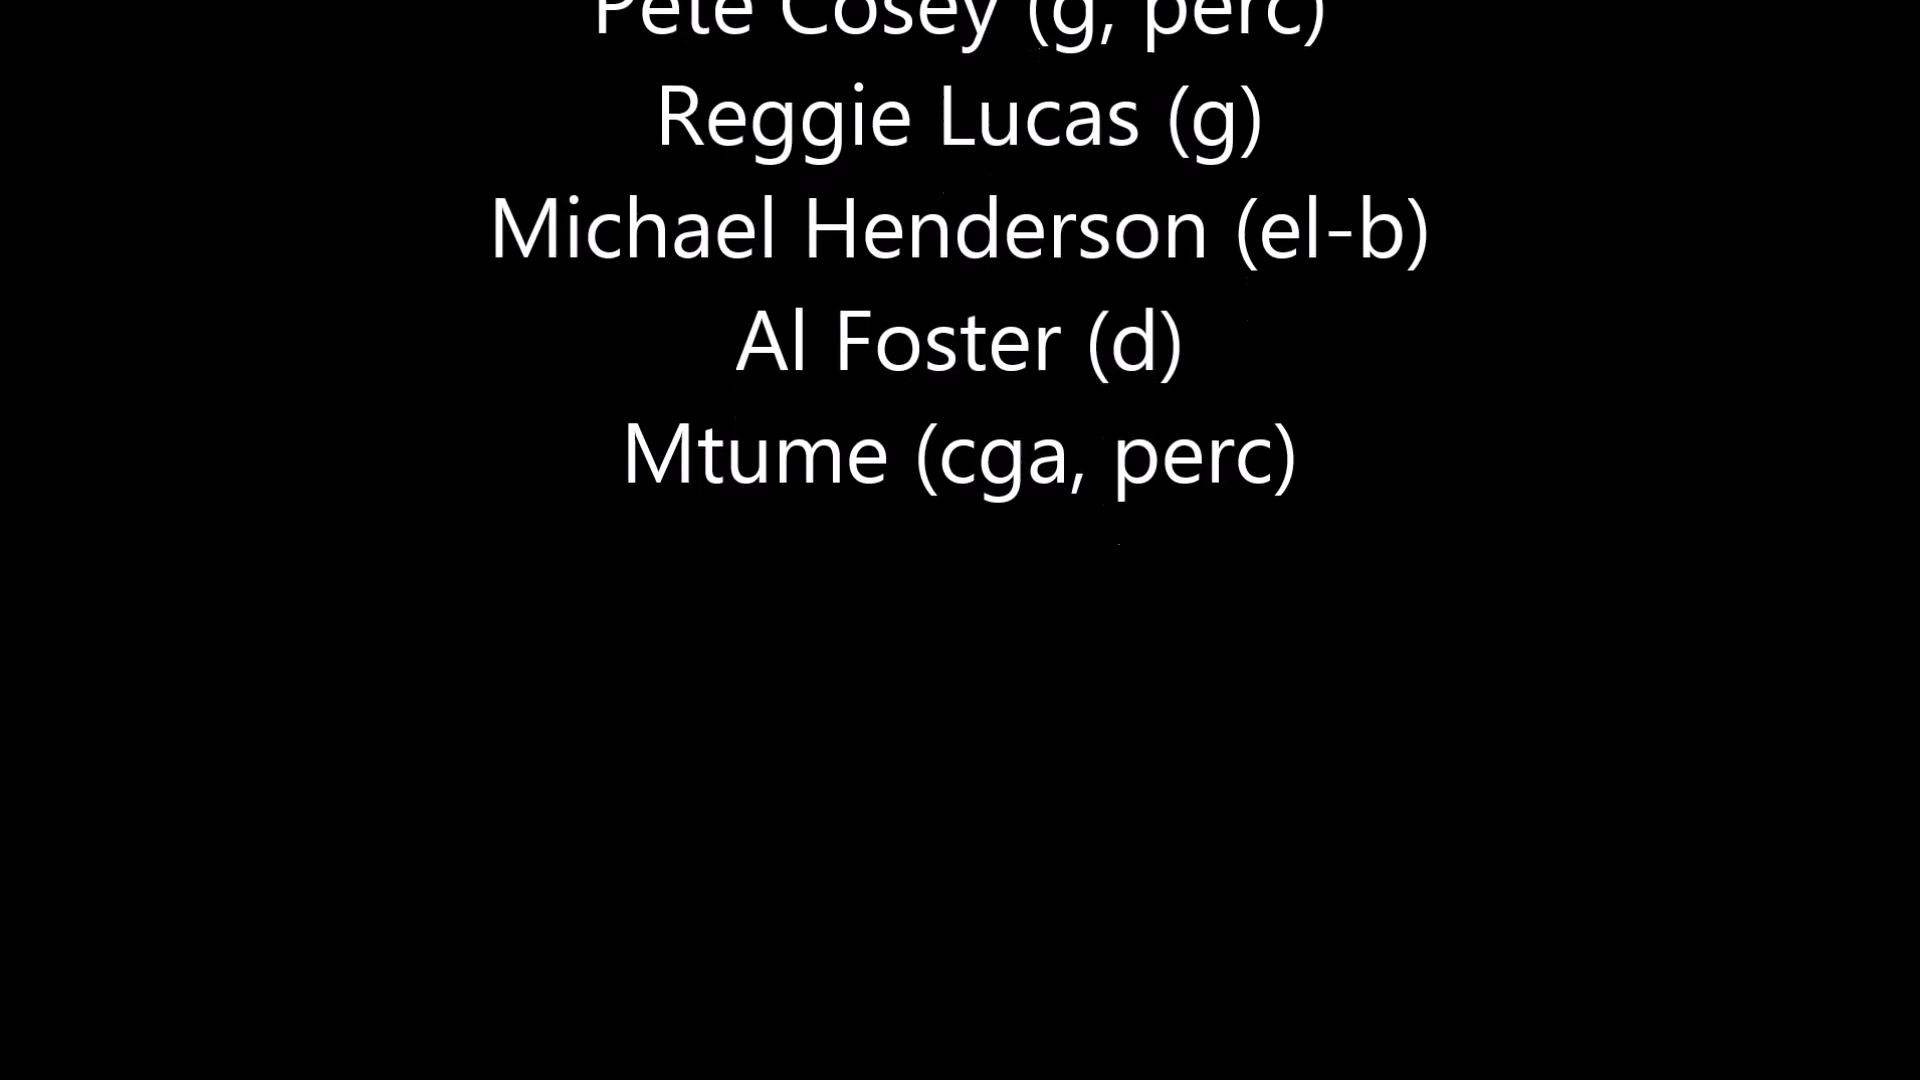 Pete Cosey (g, perc)
Reggie Lucas (g)
Michael Henderson (el-b)
Al Foster (d)
Mtume (cga, perc)